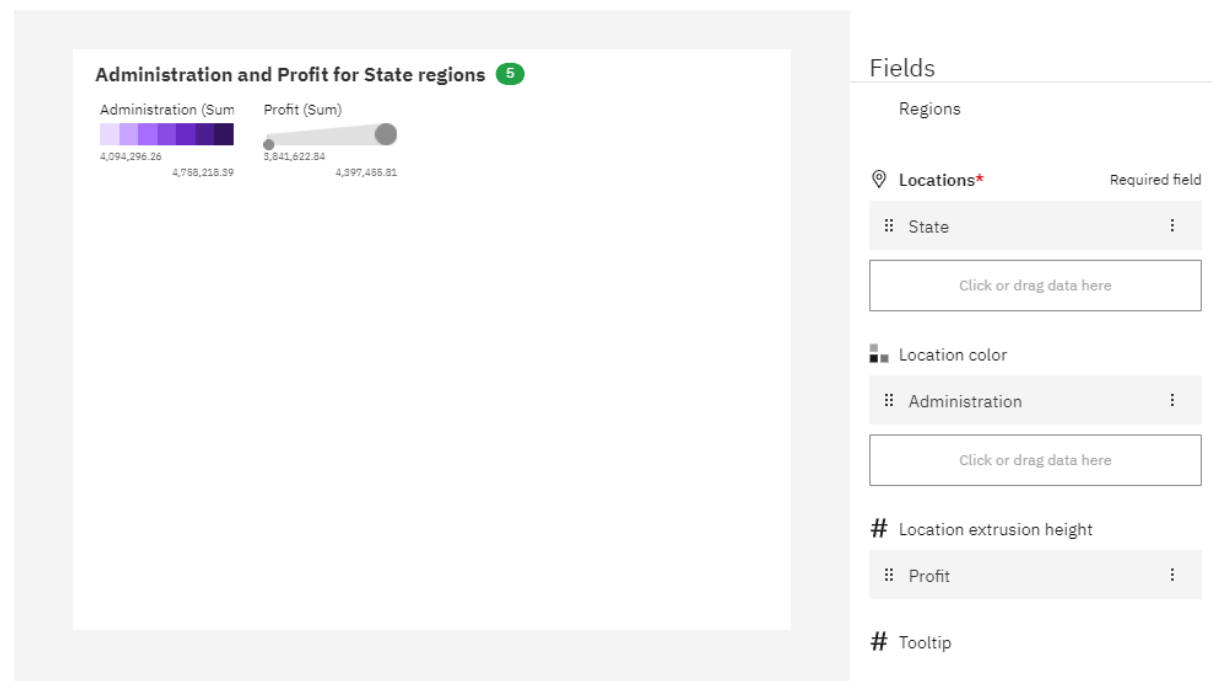 Administration and Profit for State regions 5
Administration (Sum
Profit (Sum)
4,094,296.26
4,758,218.39
3,841,622.84
4,397,455.81
Fields
Regions
Locations* Required field
State
Click or drag data here
Location color
Administration
Click or drag data here
# Location extrusion height
Profit
# Tooltip